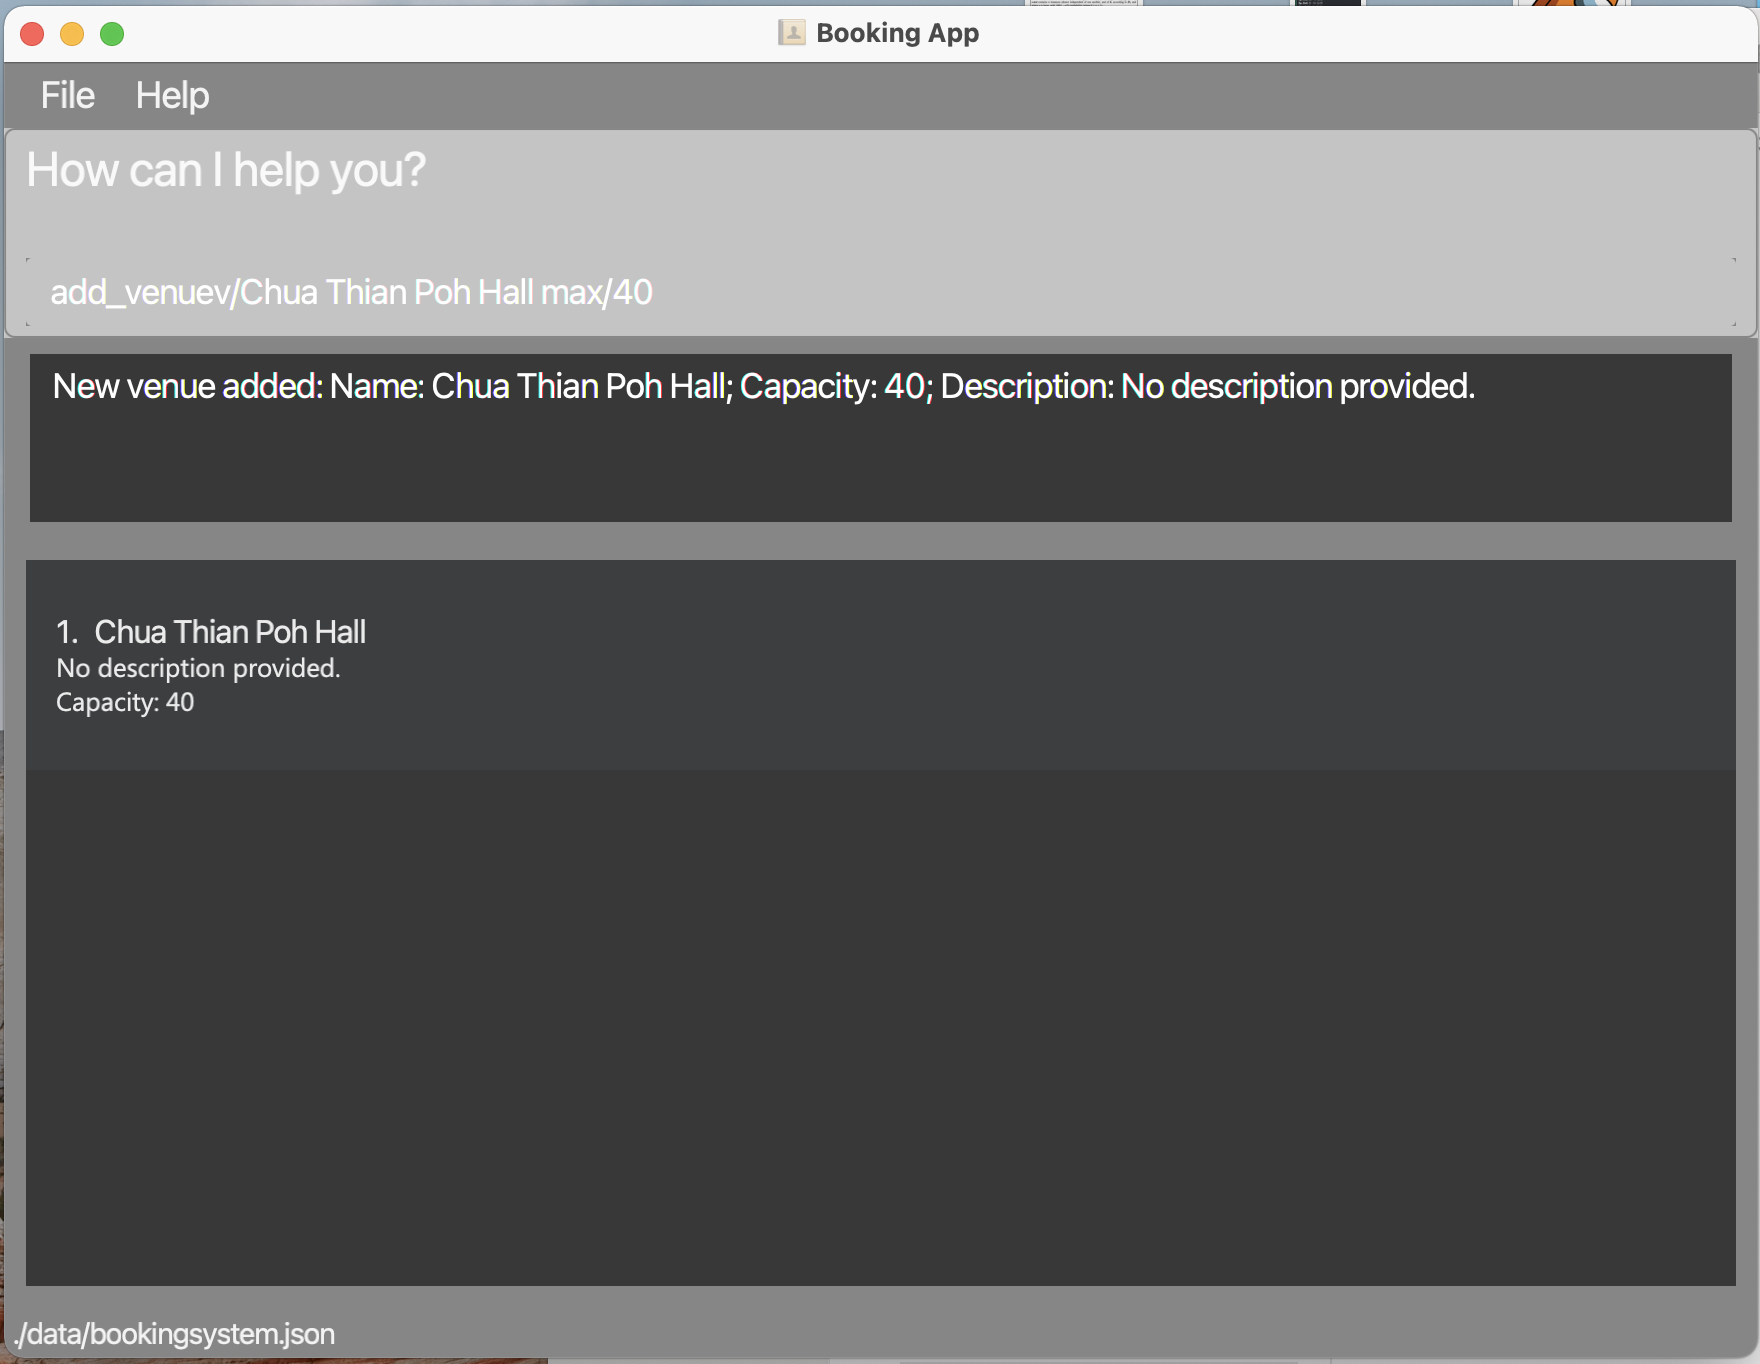 Booking App
File Help
How can I help you?
add_venuev/Chua Thian Poh Hall max/40
New venue added: Name: Chua Thian Poh Hall; Capacity: 40; Description: No description provided.
1. Chua Thian Poh Hall
No description provided.
Capacity: 40
./data/bookingsystem.json